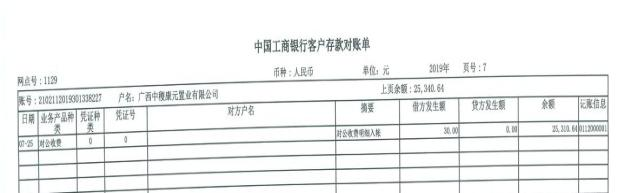 中国工商银行客户存款对账单
网点号：1129 币种：人民币 单位：元 2019年 页号：7
账号：2102112019301338227 户名：广西中稷康元置业有限公司 上页余额：25,340.64
日期 业务产品种类 凭证种类 凭证号 对方户名 摘要 借方发生额 贷方发生额 余额 记账信息
07-25 对公收费 0 0 对公收费明细入帐 30.00 0.00 25,310.64 0112000001